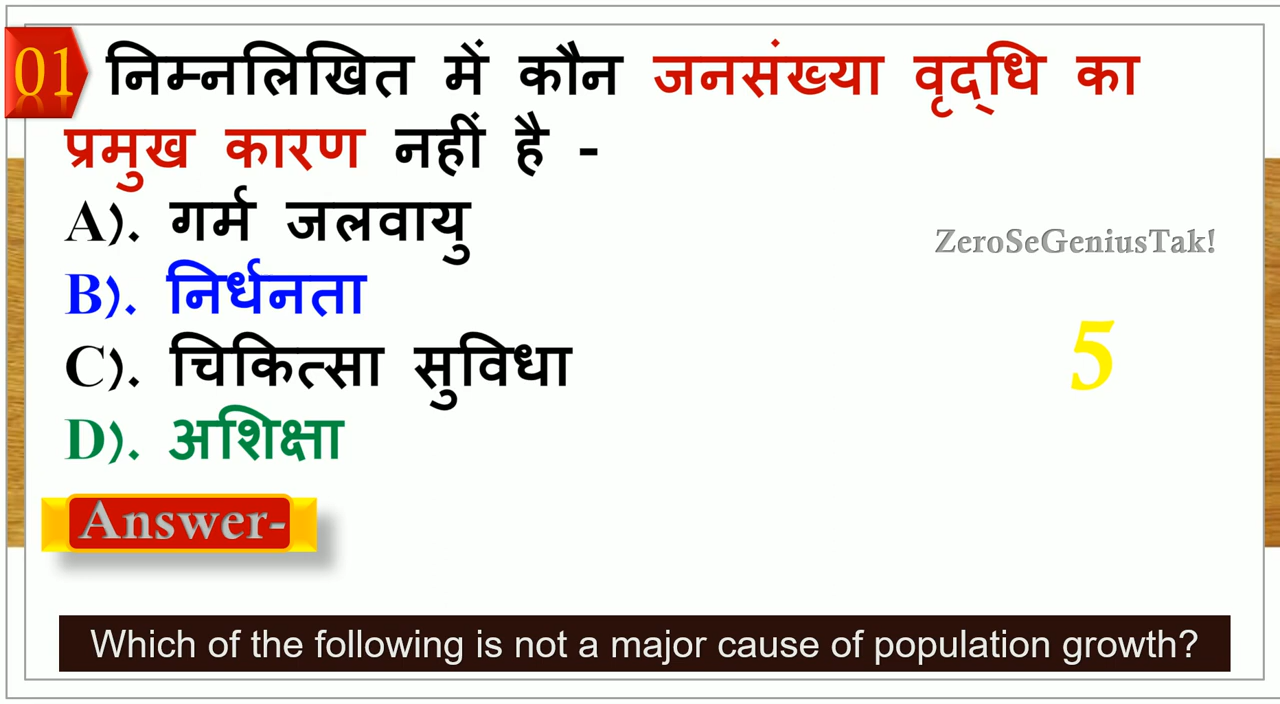 01 निम्नलिखित में कौन जनसंख्या वृद्धि का
प्रमुख कारण नहीं है -
A). गर्म जलवायु
ZeroSeGeniusTak!
B). निर्धनता
5
C). चिकित्सा सुविधा
D). अशिक्षा
Answer-
Which of the following is not a major cause of population growth?